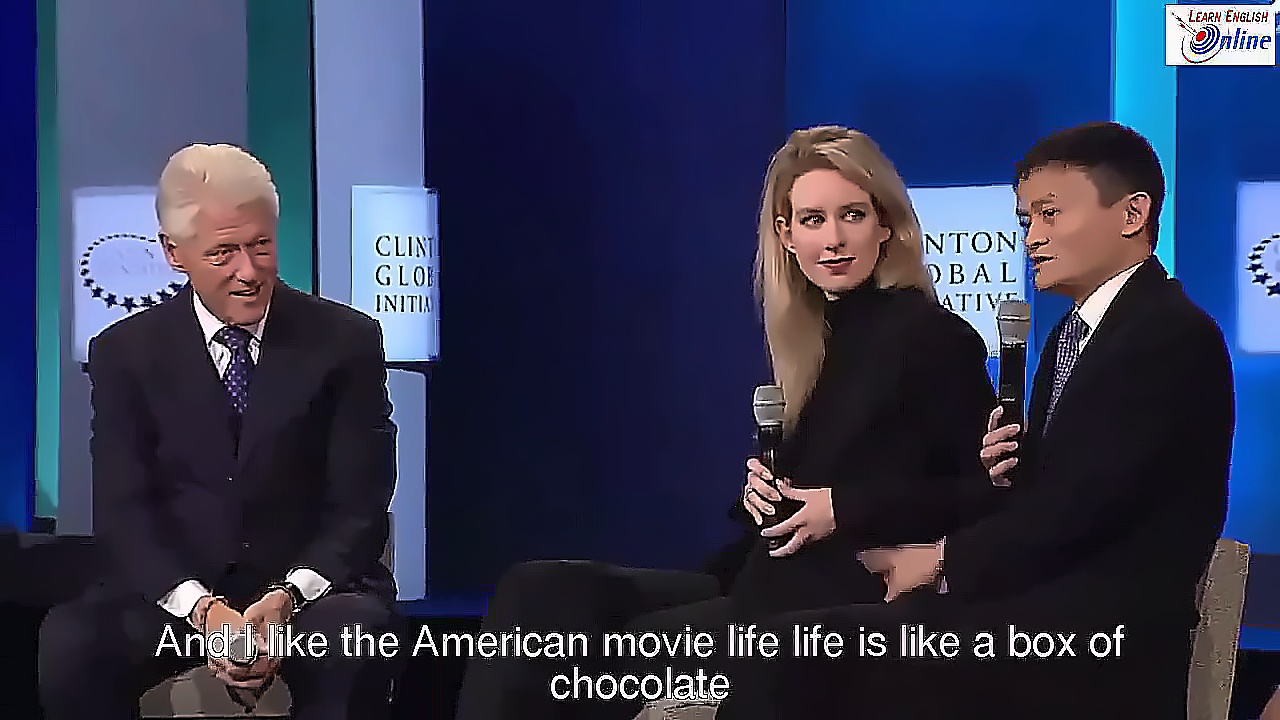 LEARN ENGLISH
Online
CLINT
GLOB
INITIA
NTON
OBAL
ATIVE
And I like the American movie life life is like a box of
chocolate